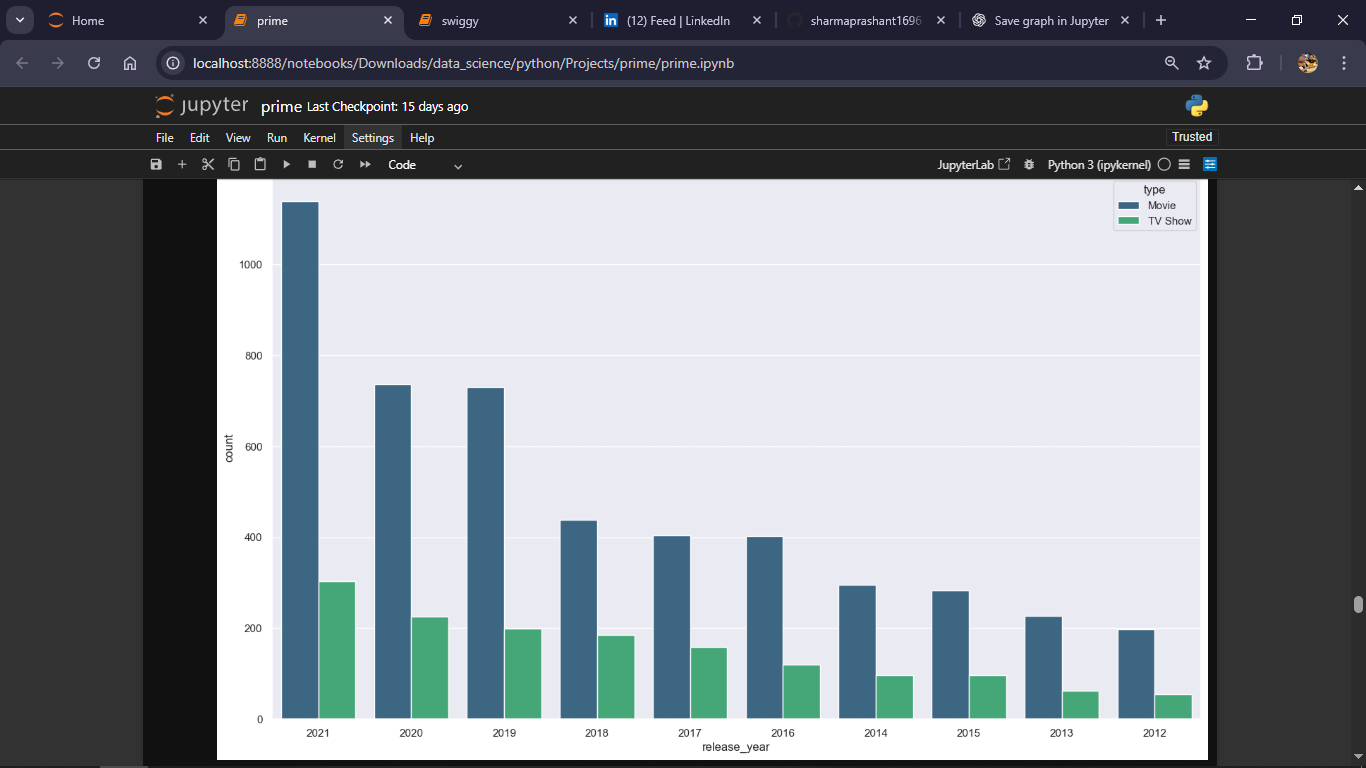 Home
prime
swiggy
(12) Feed | LinkedIn
sharmaprashant1696
Save graph in Jupyter
localhost:8888/notebooks/Downloads/data_science/python/Projects/prime/prime.ipynb
jupyter prime Last Checkpoint: 15 days ago
File Edit View Run Kernel Settings Help
Trusted
Code
JupyterLab
Python 3 (ipykernel)
type
Movie
TV Show
1000
800
600
400
200
0
count
2021 2020 2019 2018 2017 2016 2014 2015 2013 2012
release_year